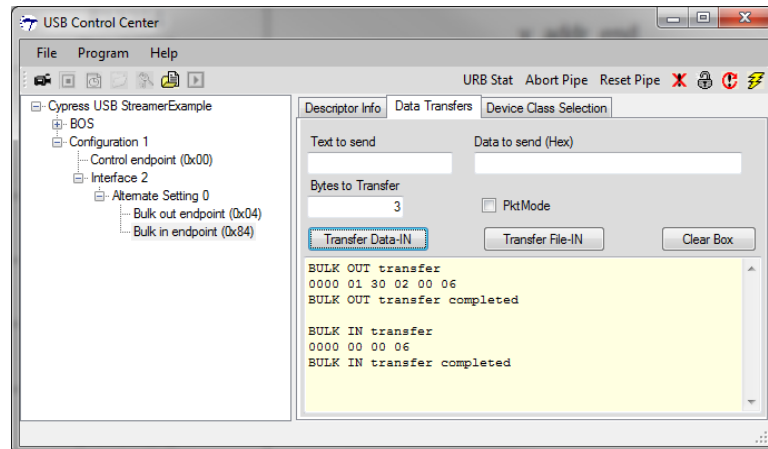 USB Control Center
File Program Help
URB Stat Abort Pipe Reset Pipe
Cypress USB StreamerExample
BOS
Configuration 1
Control endpoint (0x00)
Interface 2
Alternate Setting 0
Bulk out endpoint (0x04)
Bulk in endpoint (0x84)
Descriptor Info Data Transfers Device Class Selection
Text to send Data to send (Hex)
Bytes to Transfer
3 PktMode
Transfer Data-IN Transfer File-IN Clear Box
BULK OUT transfer
0000 01 30 02 00 06
BULK OUT transfer completed
BULK IN transfer
0000 00 00 06
BULK IN transfer completed